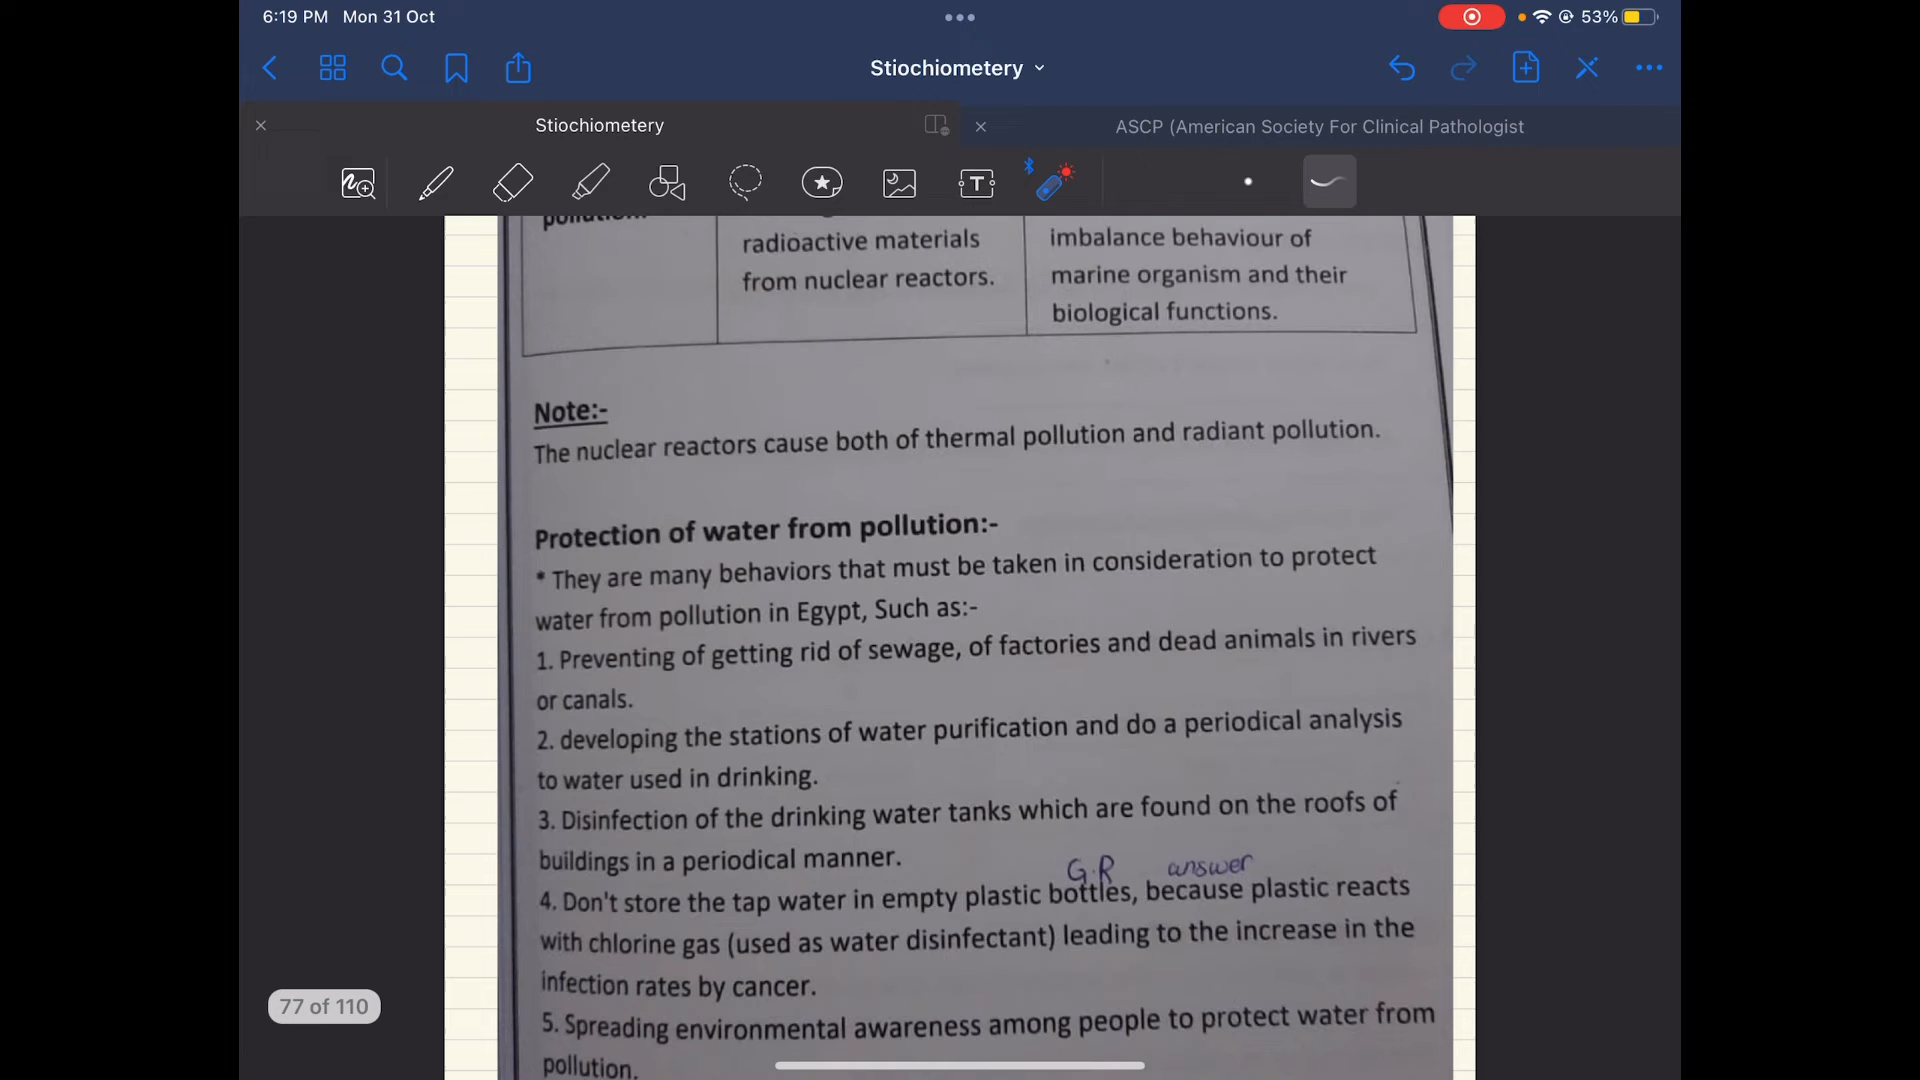 6:19 PM Mon 31 Oct
53%
Stiochiometery
Stiochiometery
ASCP (American Society For Clinical Pathologist
T
radioactive materials
from nuclear reactors.
imbalance behaviour of
marine organism and their
biological functions.
Note:-
The nuclear reactors cause both of thermal pollution and radiant pollution.
Protection of water from pollution:-
* They are many behaviors that must be taken in consideration to protect
water from pollution in Egypt, Such as:-
1. Preventing of getting rid of sewage, of factories and dead animals in rivers
or canals.
2. developing the stations of water purification and do a periodical analysis
to water used in drinking.
3. Disinfection of the drinking water tanks which are found on the roofs of
buildings in a periodical manner.
G.R answer
4. Don't store the tap water in empty plastic bottles, because plastic reacts
with chlorine gas (used as water disinfectant) leading to the increase in the
infection rates by cancer.
5. Spreading environmental awareness among people to protect water from
pollution.
77 of 110